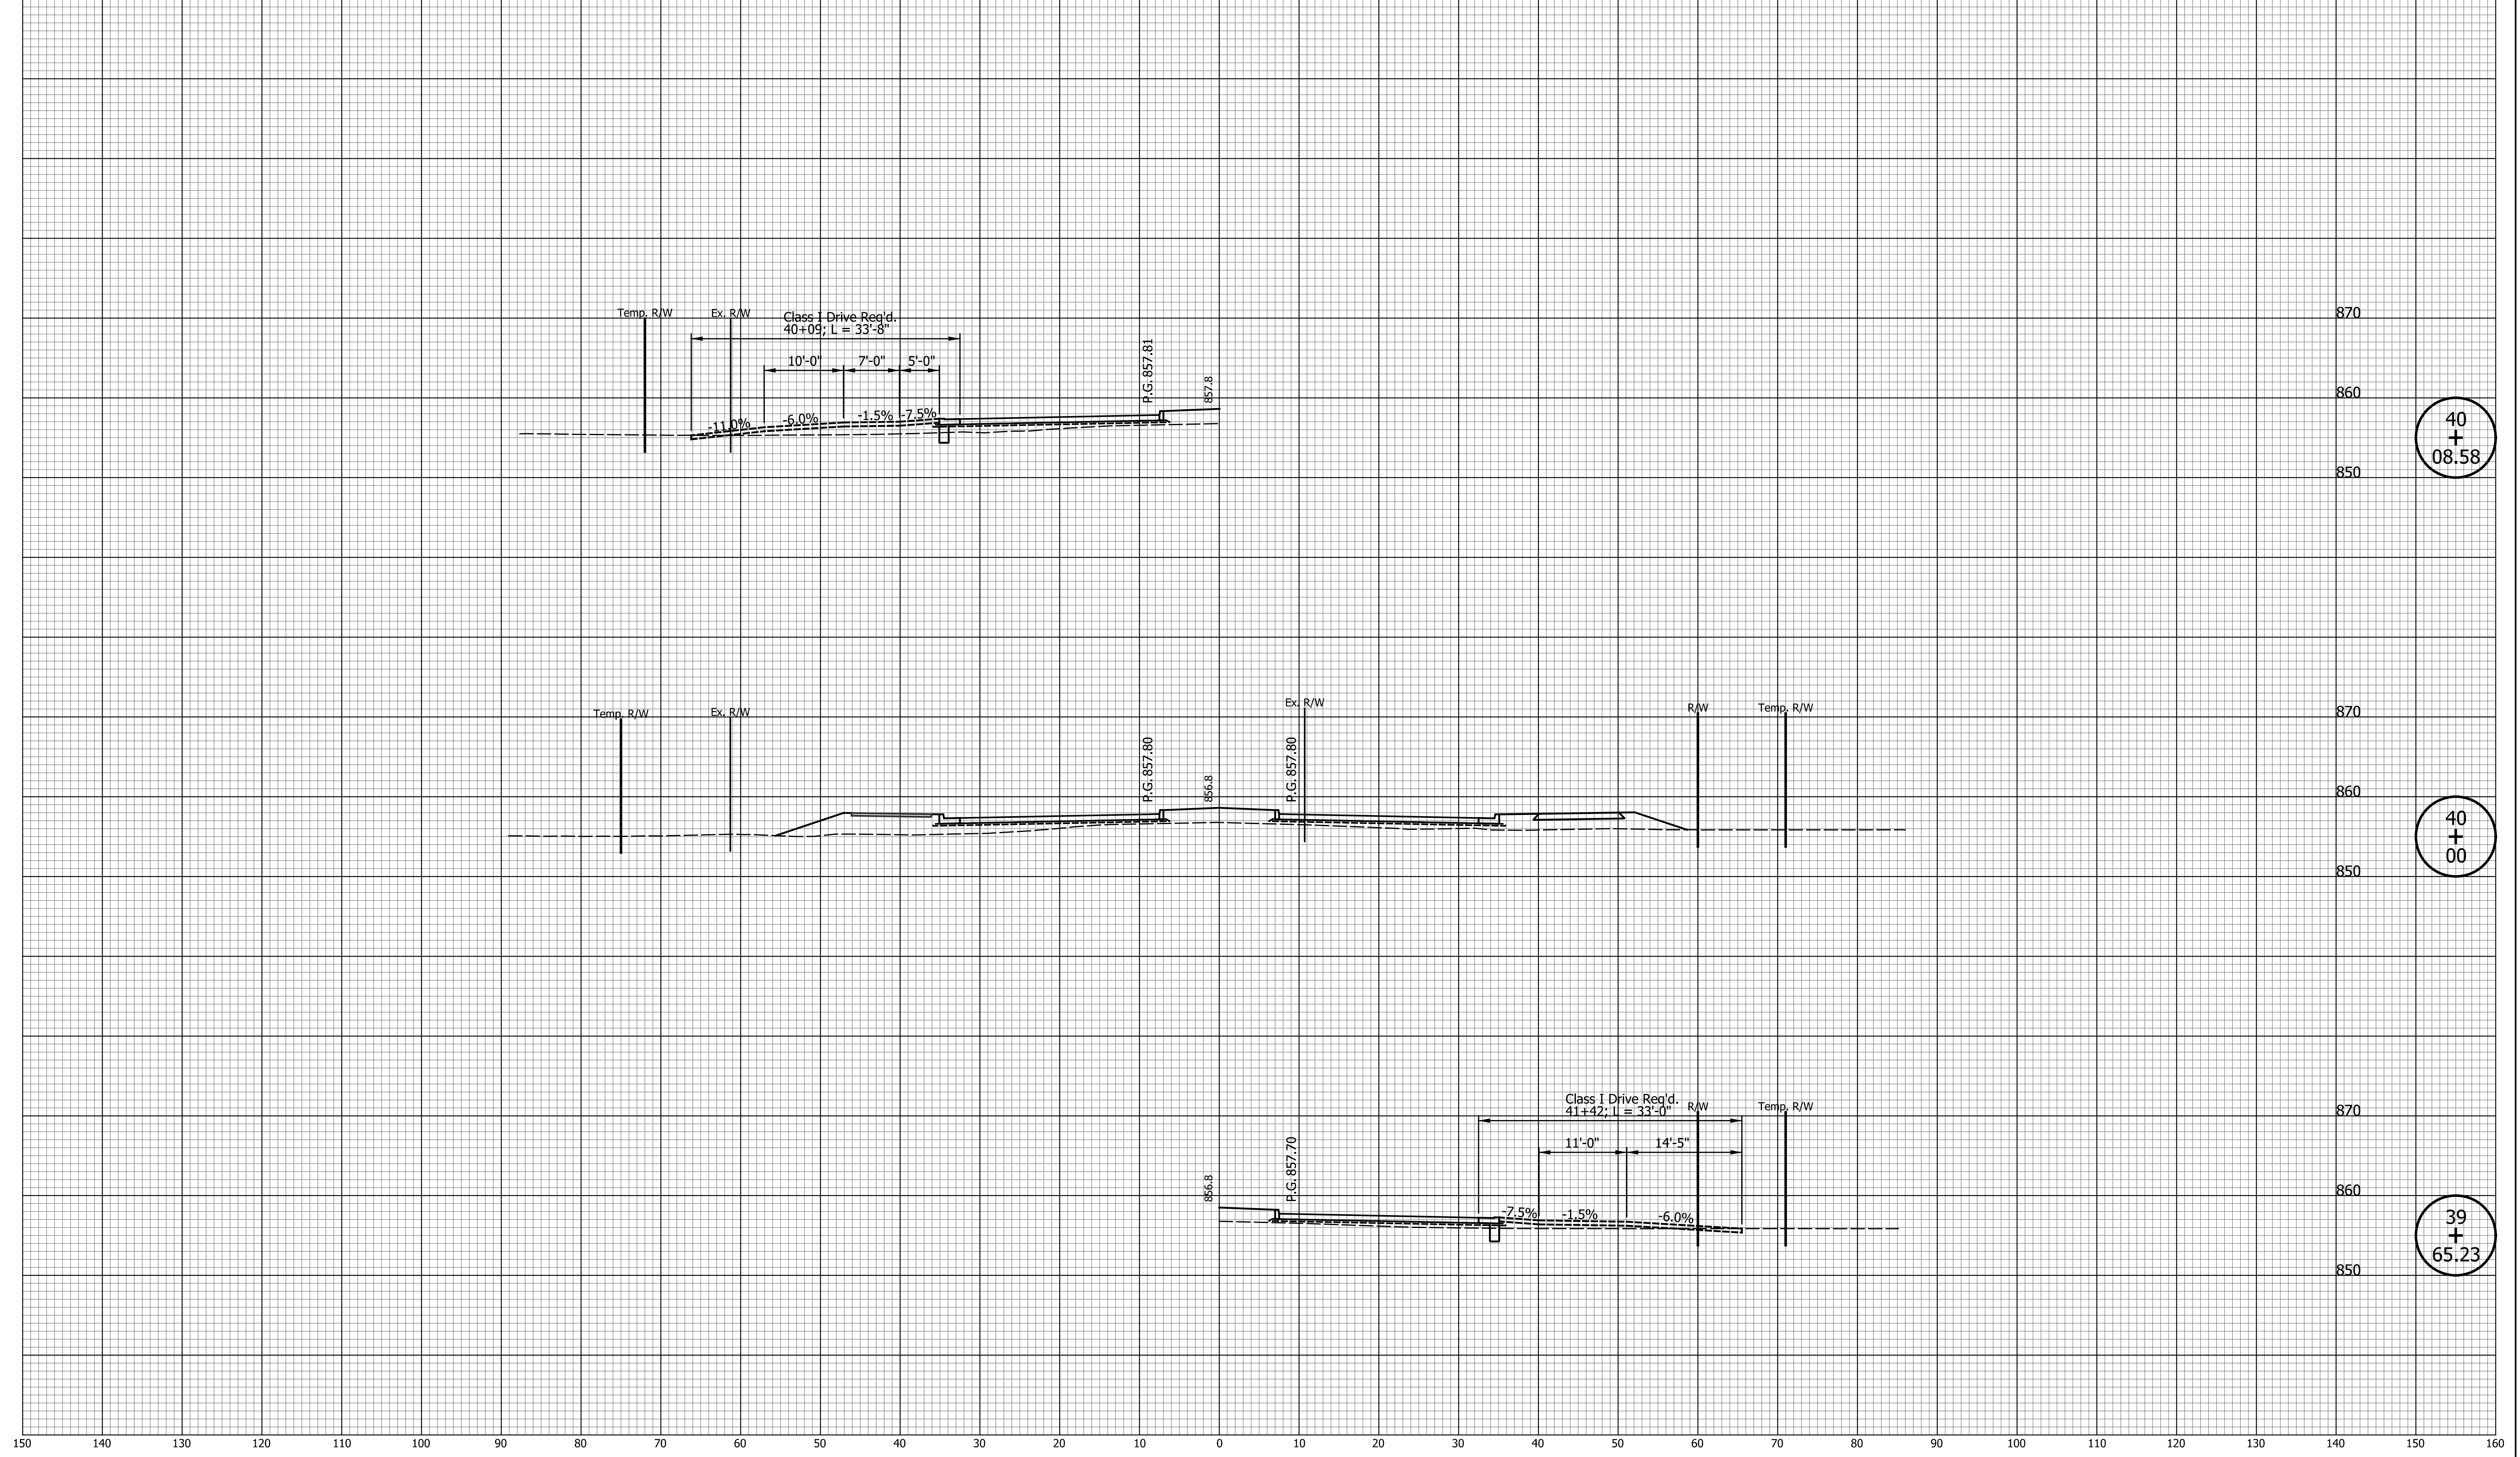 Temp. R/W
Ex. R/W
Class I Drive Req'd.
40+09; L = 33'-8"
10'-0"
7'-0"
5'-0"
-11.0%
-6.0%
-1.5%
-7.5%
P.G. 857.81
857.8
870
860
850
40
+
08.58
Temp. R/W
Ex. R/W
P.G. 857.80
856.8
P.G. 857.80
Ex. R/W
R/W
Temp. R/W
870
860
850
40
+
00
856.8
P.G. 857.70
Class I Drive Req'd.
41+42; L = 33'-0"
R/W
Temp. R/W
11'-0"
14'-5"
-7.5%
-1.5%
-6.0%
870
860
850
39
+
65.23
150 140 130 120 110 100 90 80 70 60 50 40 30 20 10 0 10 20 30 40 50 60 70 80 90 100 110 120 130 140 150 160